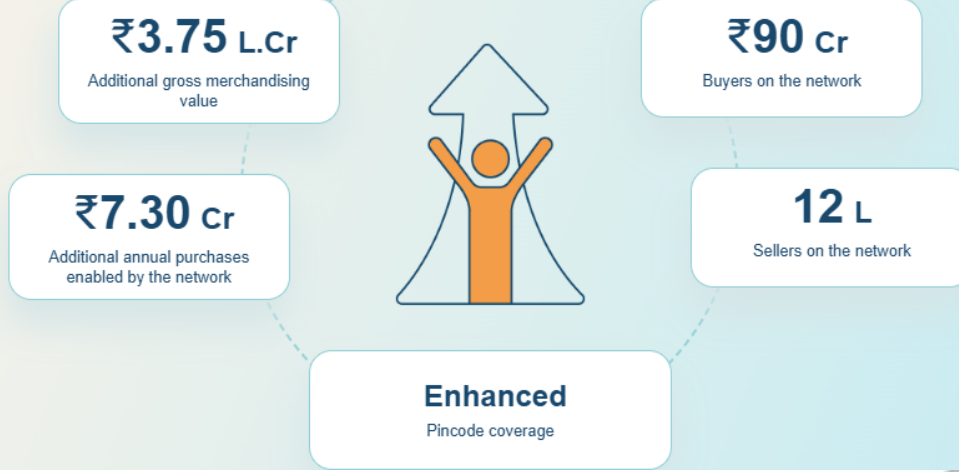 ₹3.75 L.Cr
Additional gross merchandising
value
₹90 Cr
Buyers on the network
₹7.30 Cr
Additional annual purchases
enabled by the network
12 L
Sellers on the network
Enhanced
Pincode coverage